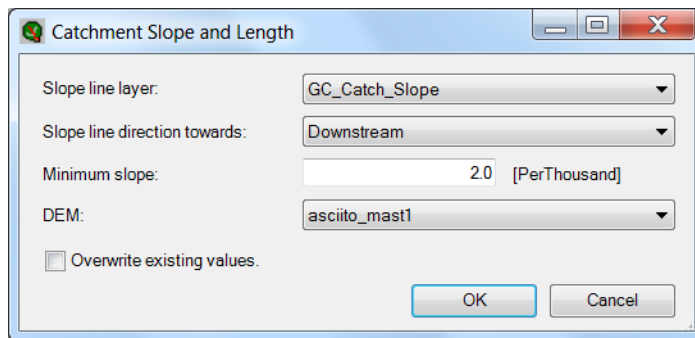 Catchment Slope and Length
Slope line layer: GC_Catch_Slope
Slope line direction towards: Downstream
Minimum slope: 2.0 [PerThousand]
DEM: asciito_mast1
Overwrite existing values.
OK Cancel